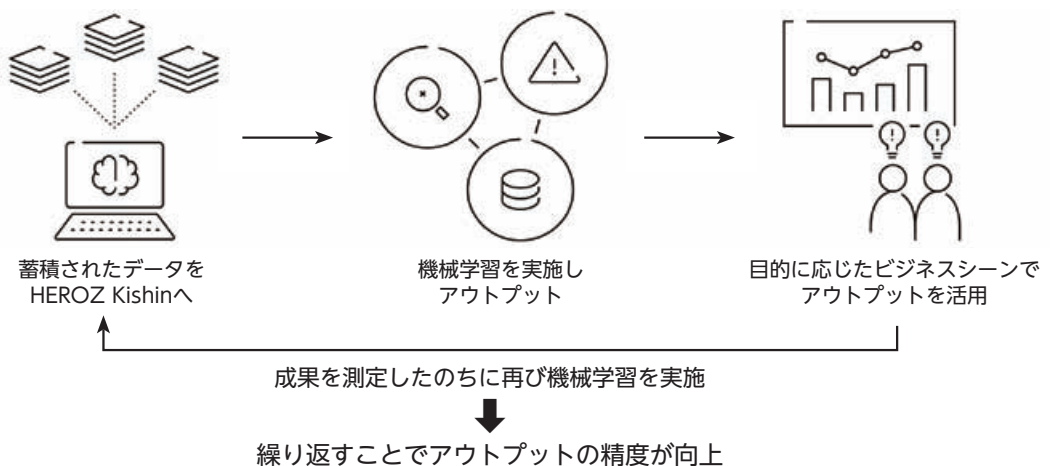 蓄積されたデータを
HEROZ Kishinへ
機械学習を実施し
アウトプット
目的に応じたビジネスシーンで
アウトプットを活用
成果を測定したのちに再び機械学習を実施
繰り返すことでアウトプットの精度が向上